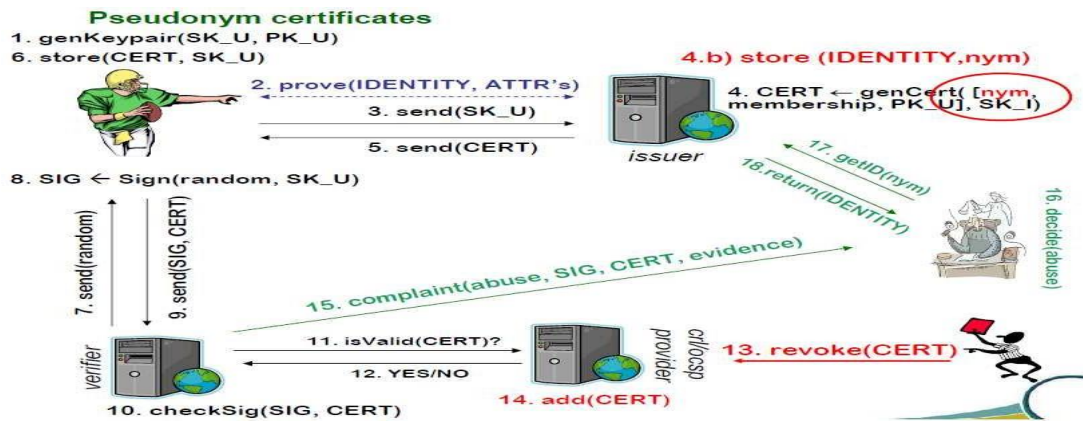 Pseudonym certificates
1. genKeypair(SK_U, PK_U)
6. store(CERT, SK_U)
2. prove(IDENTITY, ATTR's)
3. send(SK_U)
5. send(CERT)
issuer
4.b) store (IDENTITY,nym)
4. CERT ← genCert( [nym,
membership, PK_U], SK_I)
8. SIG ← Sign(random, SK_U)
17. getID(nym)
18.return(IDENTITY)
16. decide(abuse)
7. send(random)
9. send(SIG, CERT)
15. complaint(abuse, SIG, CERT, evidence)
verifier
11. isValid(CERT)?
12. YES/NO
crl/ocsp
provider
13. revoke(CERT)
10. checkSig(SIG, CERT)
14. add(CERT)